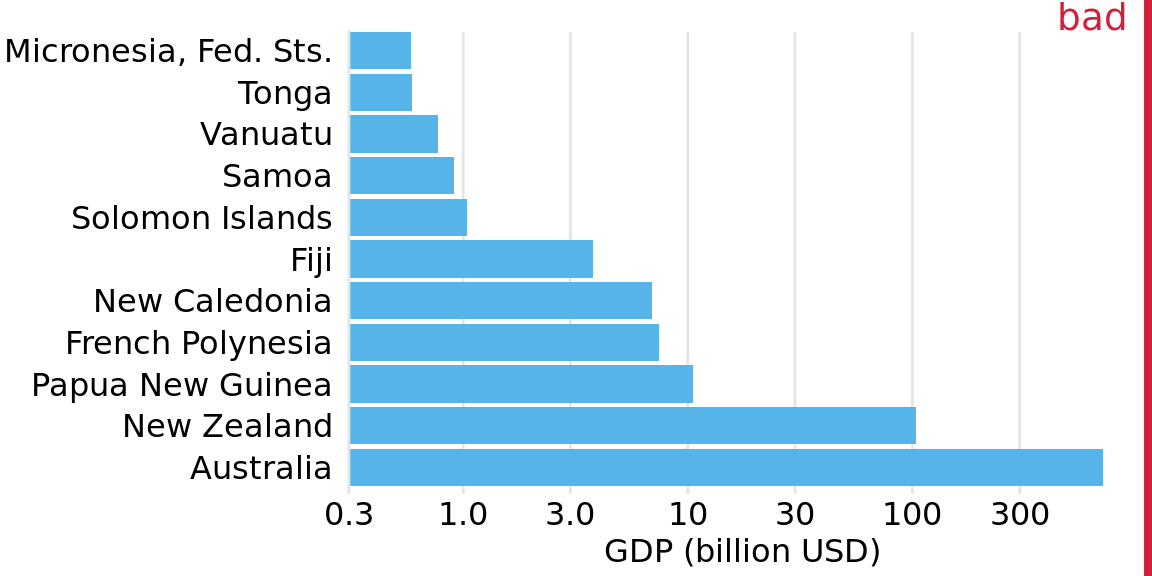 bad
Micronesia, Fed. Sts.
Tonga
Vanuatu
Samoa
Solomon Islands
Fiji
New Caledonia
French Polynesia
Papua New Guinea
New Zealand
Australia
0.3 1.0 3.0 10 30 100 300
GDP (billion USD)